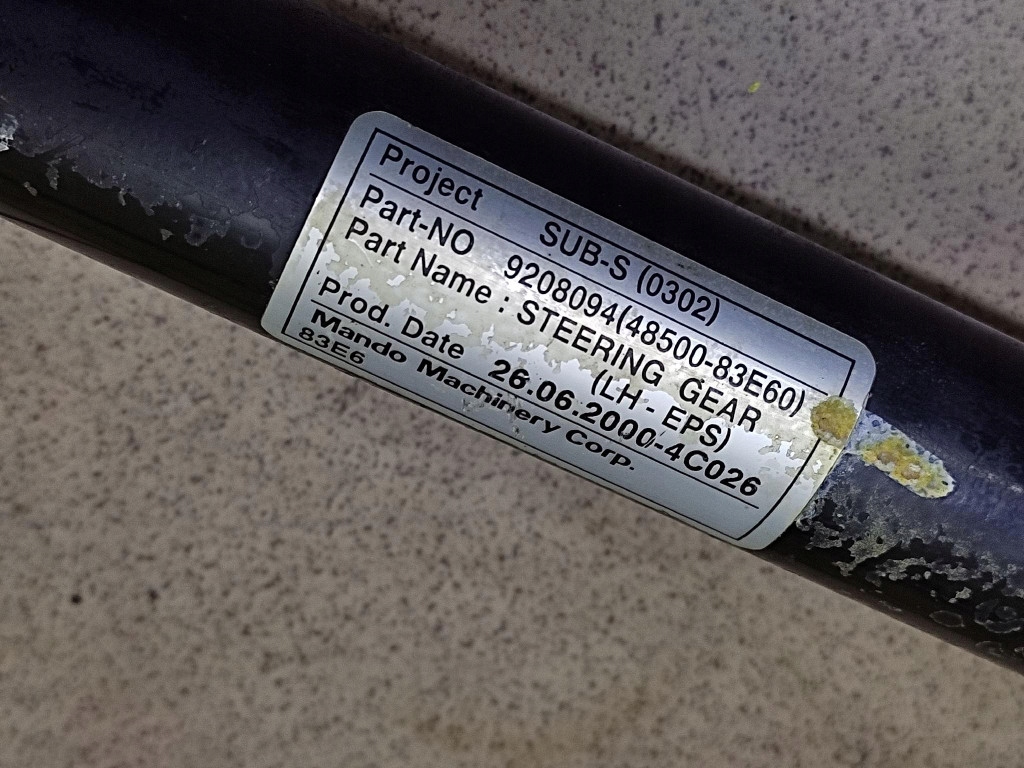 Project SUB-S (0302)
Part-NO 9208094(48500-83E60)
Part Name : STEERING GEAR
(LH - EPS)
Prod. Date 26.06.2000-4C026
Mando Machinery Corp.
83E6